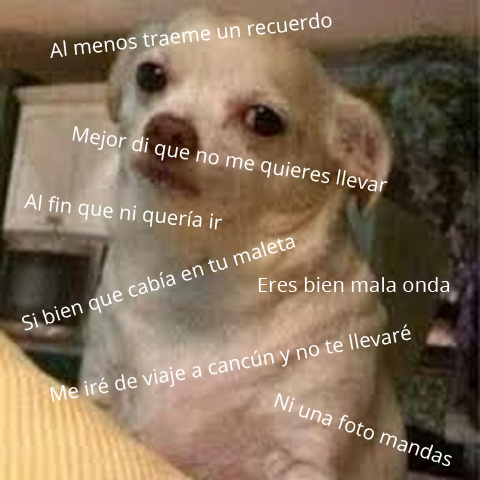 Al menos traeme un recuerdo
Mejor di que no me quieres llevar
Al fin que ni quería ir
Si bien que cabía en tu maleta
Eres bien mala onda
Me iré de viaje a cancún y no te llevaré
Ni una foto mandas